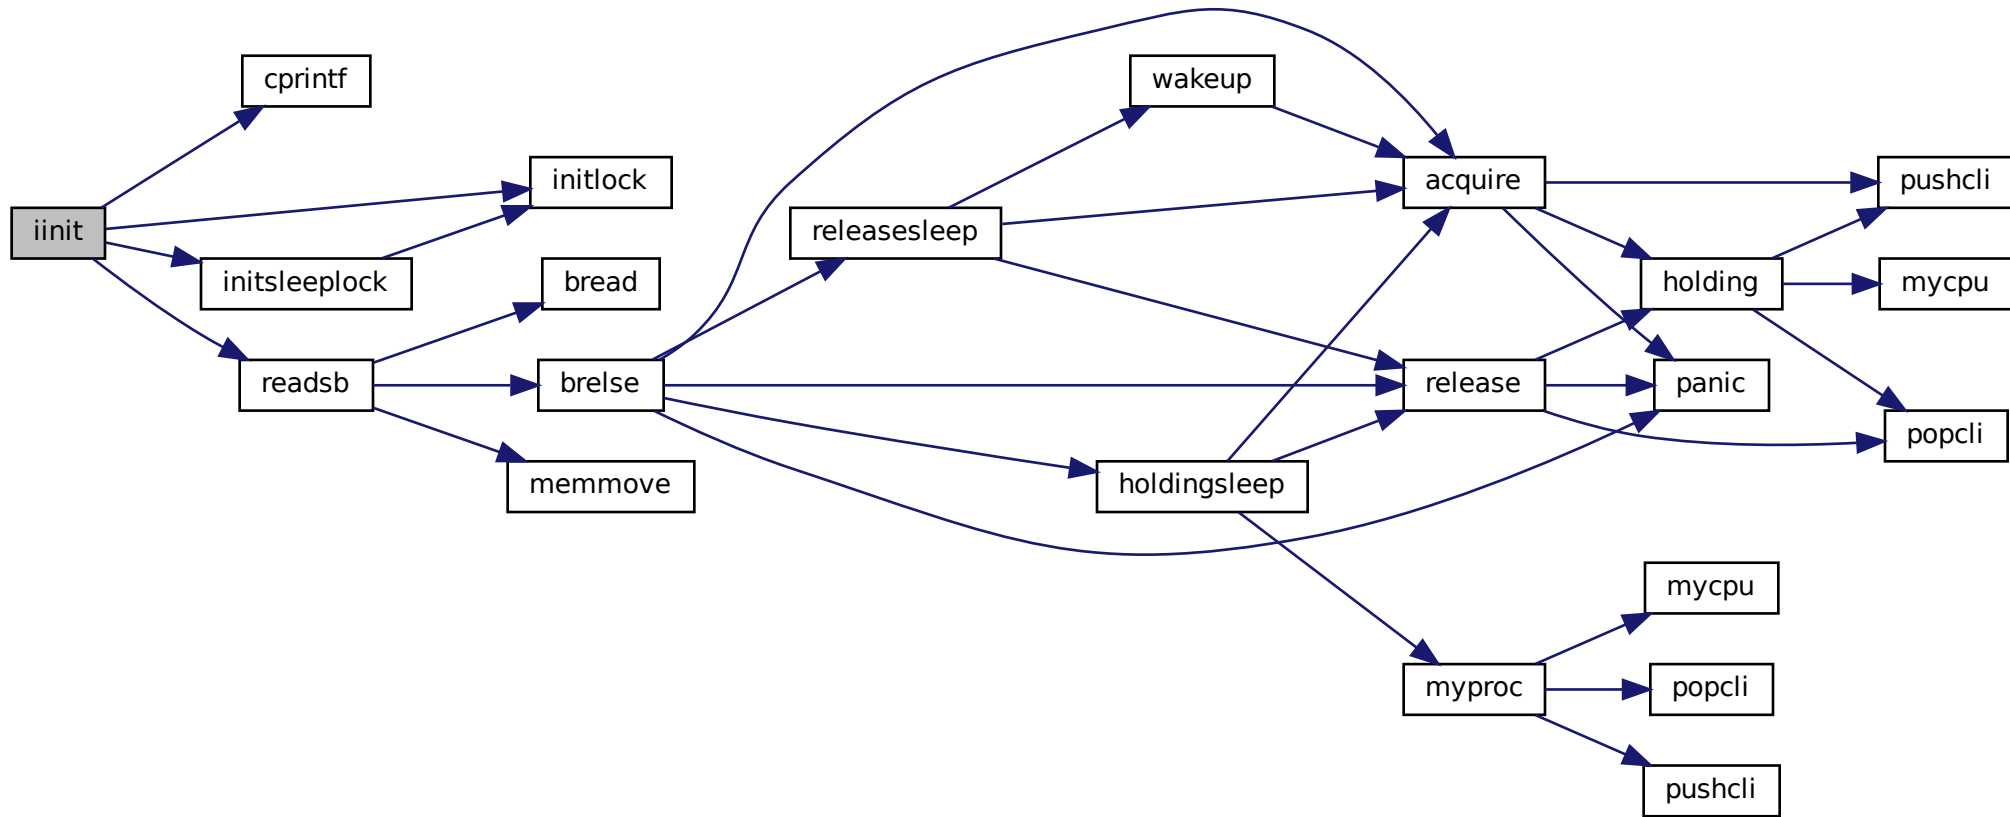 cprintf
wakeup
initlock
acquire
pushcli
iinit
releasesleep
initsleeplock
bread
holding
mycpu
readsb
brelse
release
panic
popcli
memmove
holdingsleep
mycpu
myproc
popcli
pushcli